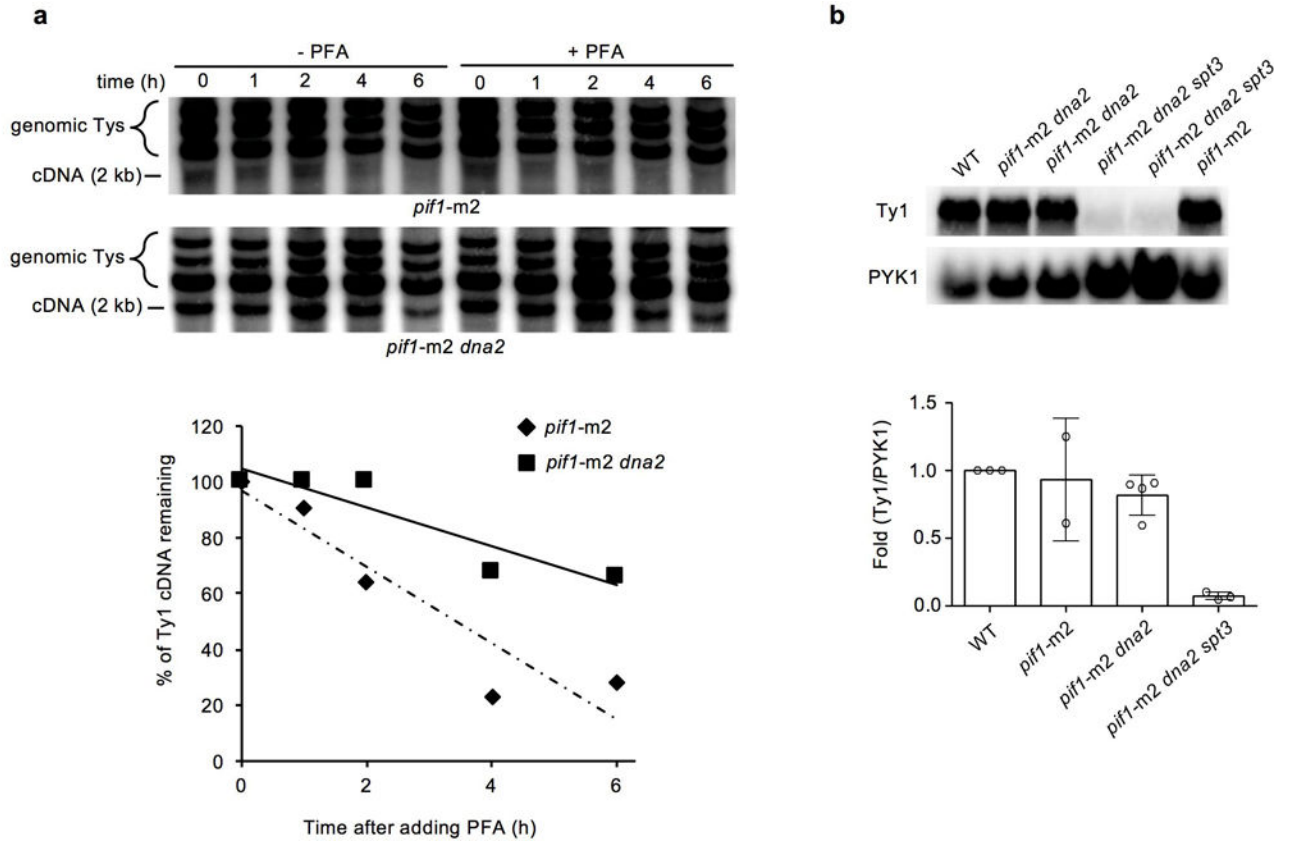 a
- PFA
+ PFA
time (h) 0 1 2 4 6 0 1 2 4 6
genomic Tys
cDNA (2 kb)
pif1-m2
genomic Tys
cDNA (2 kb)
pif1-m2 dna2
120
100
80
60
40
20
0
% of Ty1 cDNA remaining
pif1-m2
pif1-m2 dna2
0 2 4 6
Time after adding PFA (h)
b
WT
pif1-m2 dna2
pif1-m2 dna2
pif1-m2 dna2 spt3
pif1-m2 dna2 spt3
pif1-m2
Ty1
PYK1
1.5
1.0
0.5
0.0
Fold (Ty1/PYK1)
WT
pif1-m2
pif1-m2 dna2
pif1-m2 dna2 spt3